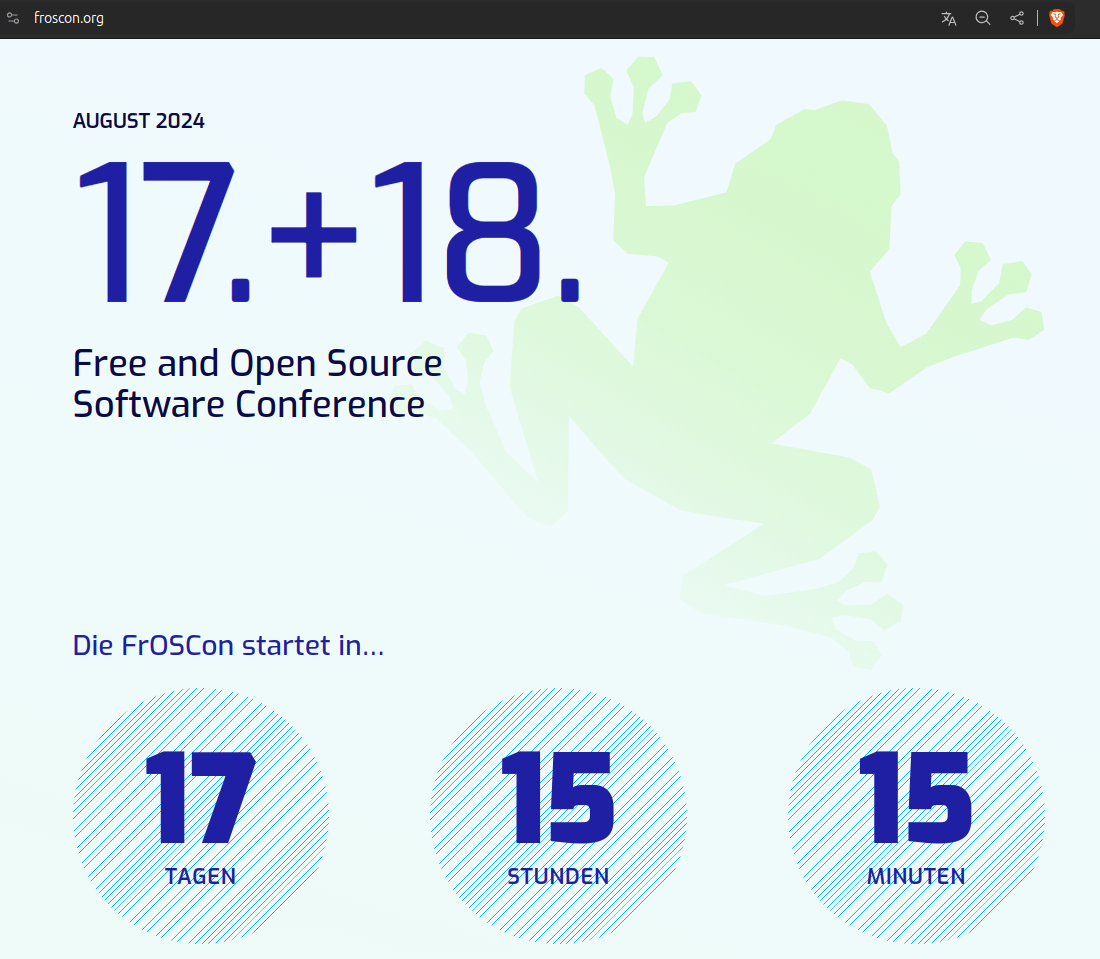 froscon.org
AUGUST 2024
17.+18.
Free and Open Source
Software Conference
Die FrOSCon startet in...
17 15 15
TAGEN STUNDEN MINUTEN